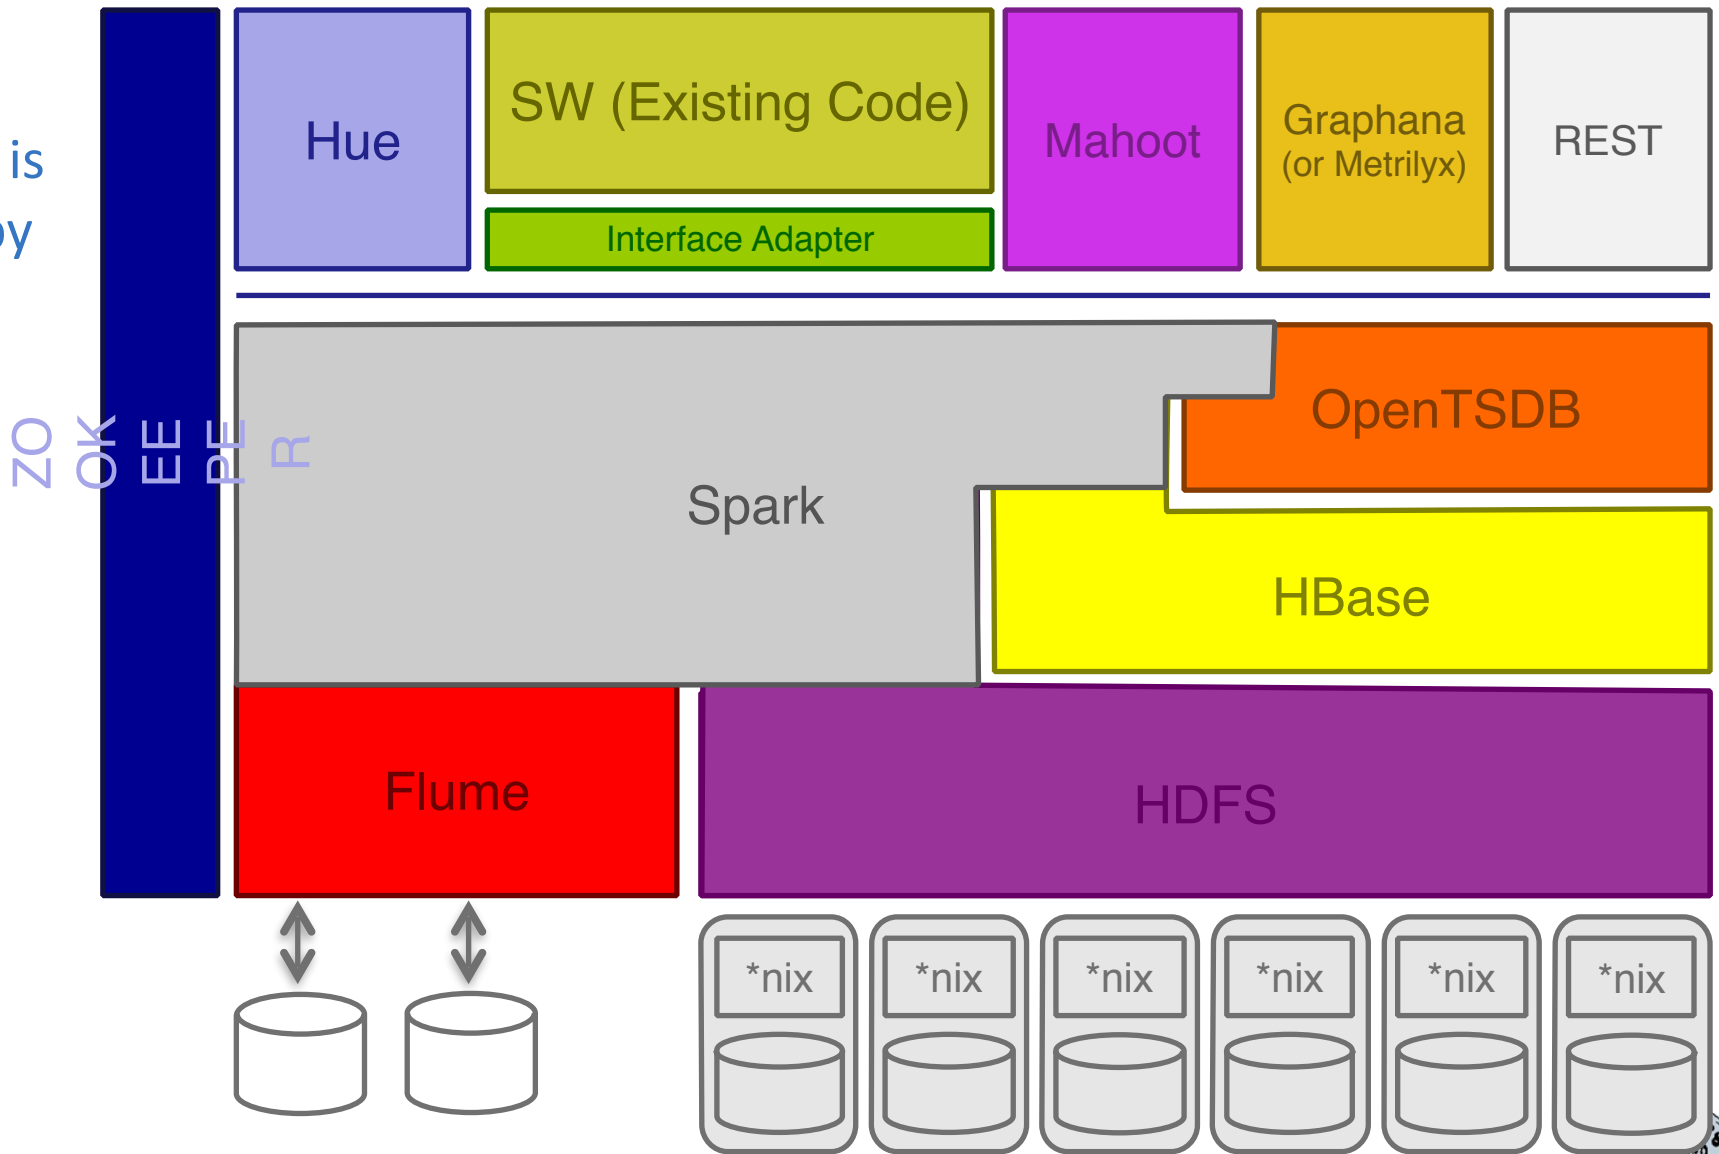 is
by
ZO
OK
EE
PE
R
Hue
SW (Existing Code)
Interface Adapter
Mahoot
Graphana
(or Metrilyx)
REST
Spark
OpenTSDB
HBase
Flume
HDFS
*nix
*nix
*nix
*nix
*nix
*nix